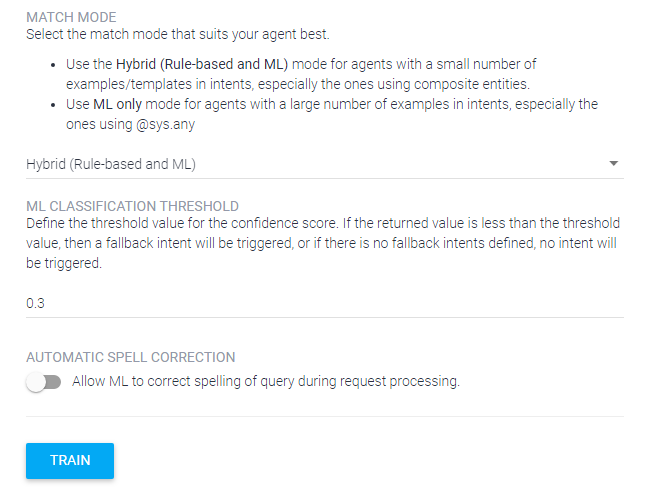 MATCH MODE
Select the match mode that suits your agent best.
• Use the Hybrid (Rule-based and ML) mode for agents with a small number of
examples/templates in intents, especially the ones using composite entities.
• Use ML only mode for agents with a large number of examples in intents, especially the
ones using @sys.any
Hybrid (Rule-based and ML)
ML CLASSIFICATION THRESHOLD
Define the threshold value for the confidence score. If the returned value is less than the threshold
value, then a fallback intent will be triggered, or if there is no fallback intents defined, no intent will
be triggered.
0.3
AUTOMATIC SPELL CORRECTION
Allow ML to correct spelling of query during request processing.
TRAIN